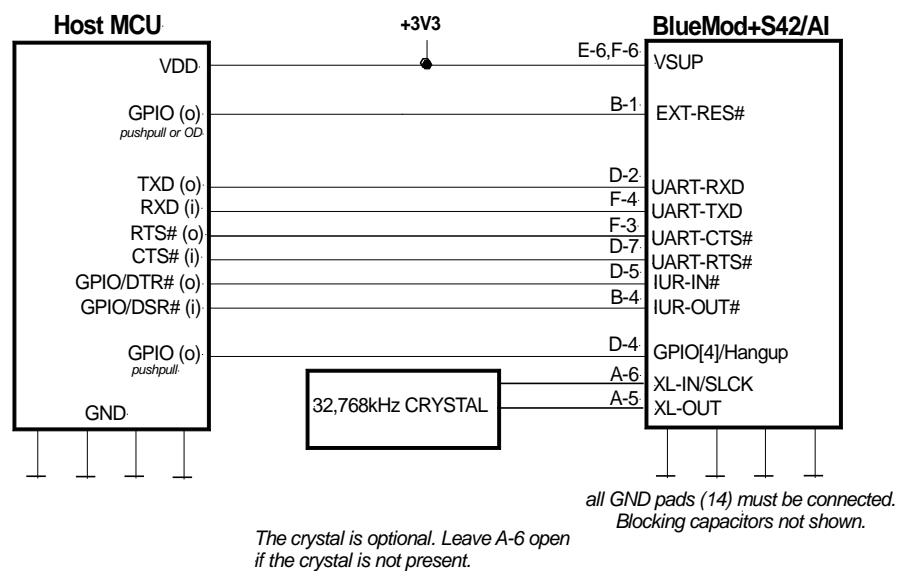 Host MCU
+3V3
BlueMod+S42/AI
VDD
E-6,F-6
VSUP
GPIO (o)
pushpull or OD
B-1
EXT-RES#
TXD (o)
D-2
UART-RXD
RXD (i)
F-4
UART-TXD
RTS# (o)
F-3
UART-CTS#
CTS# (i)
D-7
UART-RTS#
GPIO/DTR# (o)
D-5
IUR-IN#
GPIO/DSR# (i)
B-4
IUR-OUT#
GPIO (o)
pushpull
D-4
GPIO[4]/Hangup
A-6
XL-IN/SLCK
32,768kHz CRYSTAL
A-5
XL-OUT
GND
all GND pads (14) must be connected.
Blocking capacitors not shown.
The crystal is optional. Leave A-6 open
if the crystal is not present.